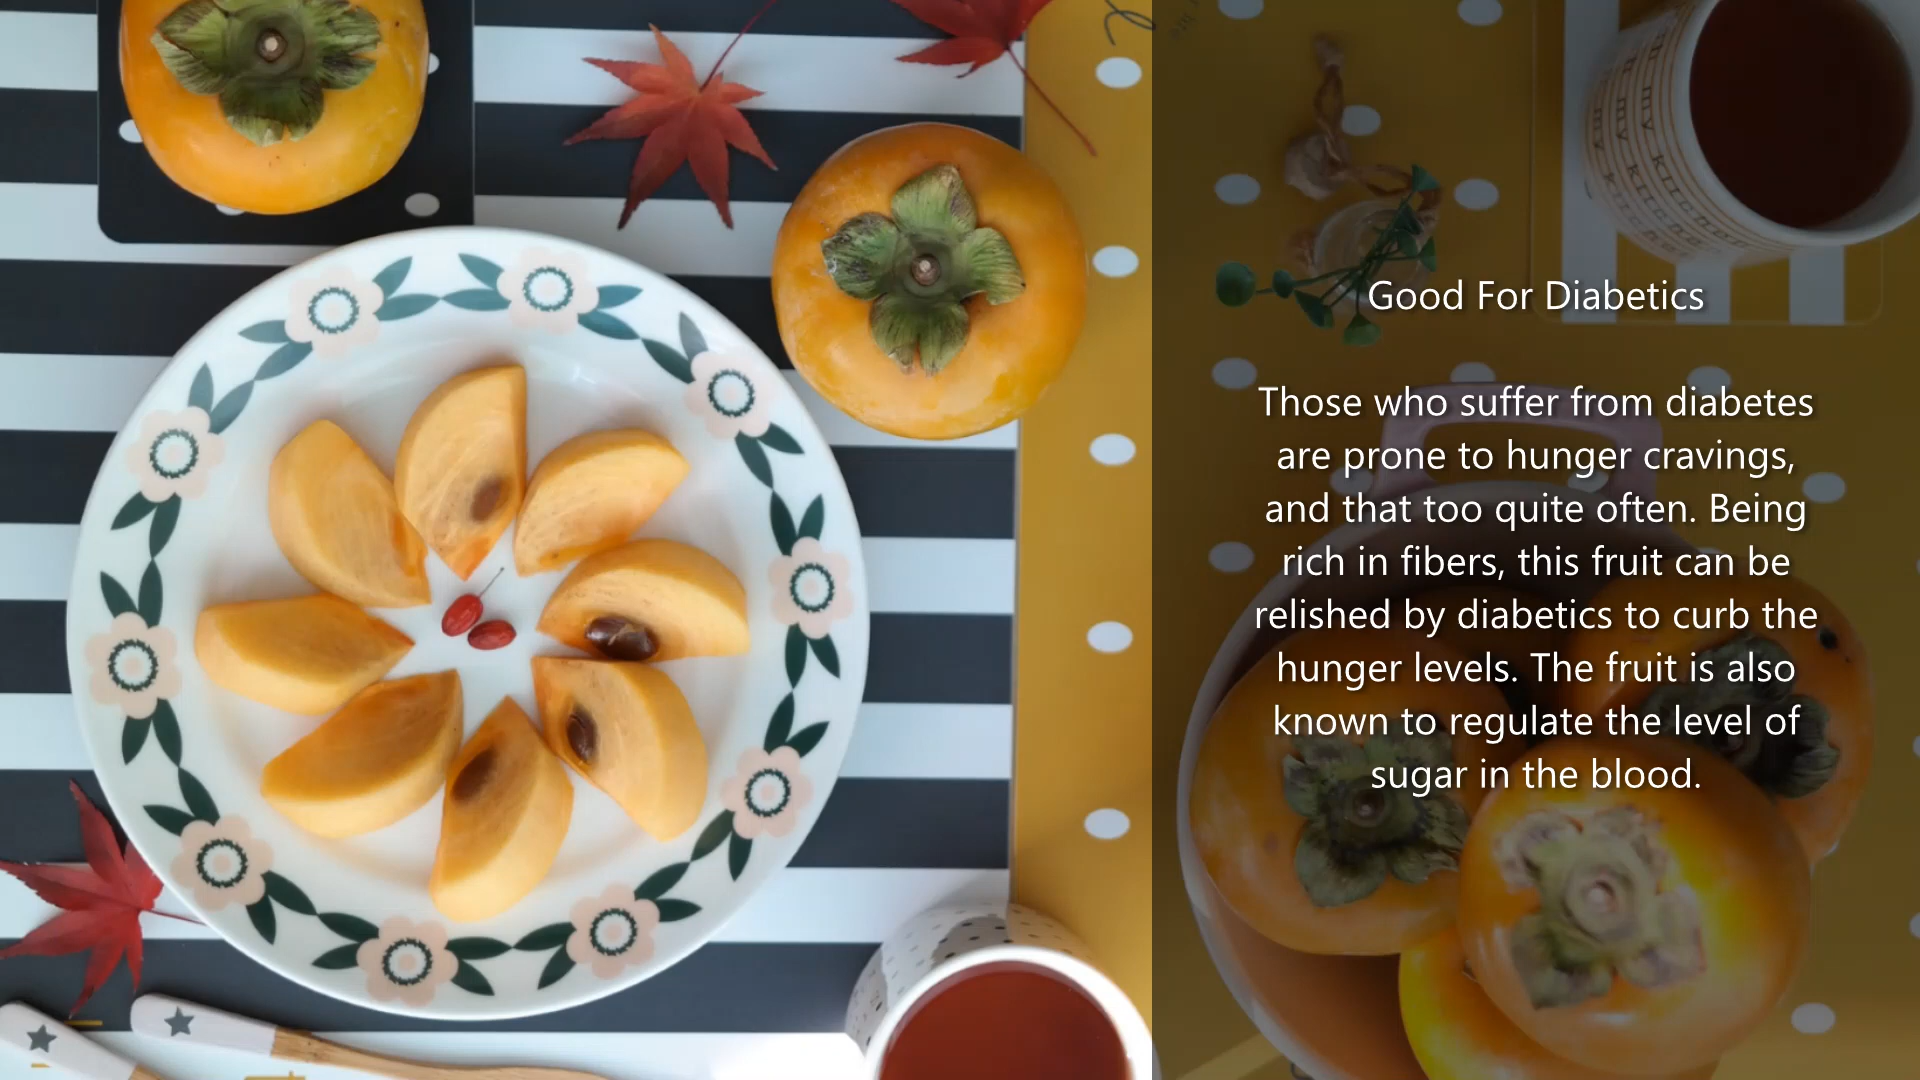 Good For Diabetics
Those who suffer from diabetes
are prone to hunger cravings,
and that too quite often. Being
rich in fibers, this fruit can be
relished by diabetics to curb the
hunger levels. The fruit is also
known to regulate the level of
sugar in the blood.